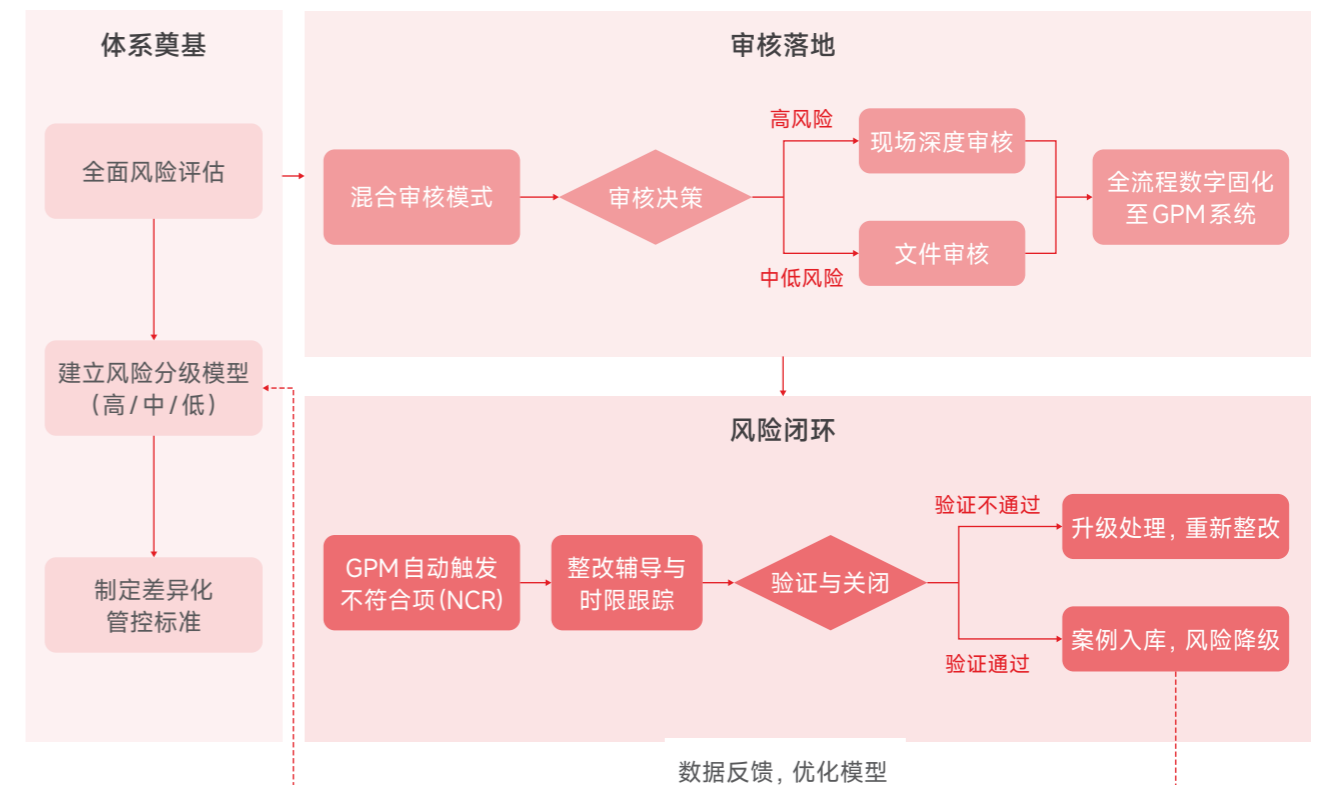 体系奠基
全面风险评估
建立风险分级模型
(高/中/低)
制定差异化
管控标准
审核落地
混合审核模式
审核决策
高风险
现场深度审核
中低风险
文件审核
全流程数字固化
至GPM系统
风险闭环
GPM自动触发
不符合项(NCR)
整改辅导与
时限跟踪
验证与关闭
验证不通过
升级处理,重新整改
验证通过
案例入库,风险降级
数据反馈,优化模型